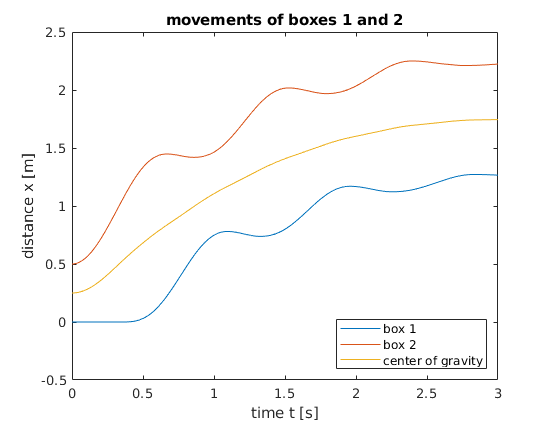 movements of boxes 1 and 2
distance x [m]
2.5
2
1.5
1
0.5
0
-0.5
0 0.5 1 1.5 2 2.5 3
time t [s]
box 1
box 2
center of gravity